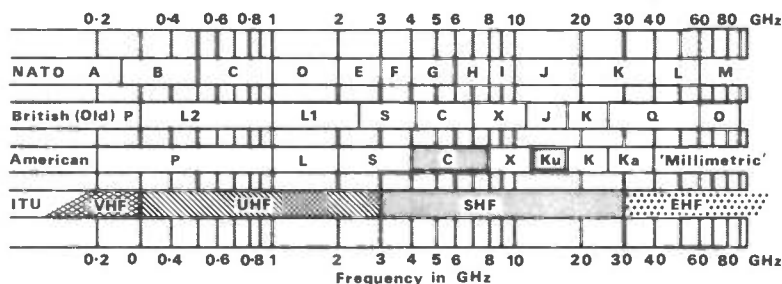 0·2 0·4 0·6 0·8 1 2 3 4 5 6 8 10 20 30 40 60 80 GHz
NATO A B C O E F G H I J K L M
British (Old) P L2 L1 S C X J K Q O
American P L S C X Ku K Ka 'Millimetric'
ITU VHF UHF SHF EHF
0·2 0 0·4 0·6 0·8 1 2 3 4 5 6 8 10 20 30 40 60 80 GHz
Frequency in GHz